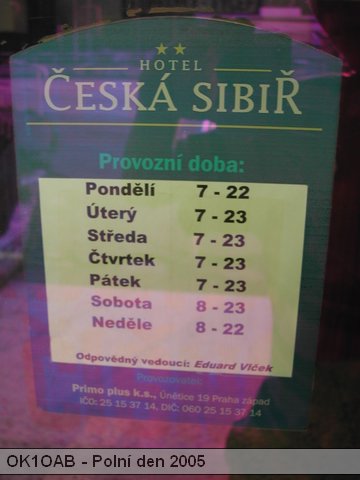 HOTEL
ČESKÁ SIBIŘ
Provozní doba:
Pondělí 7 - 22
Úterý 7 - 23
Středa 7 - 23
Čtvrtek 7 - 23
Pátek 7 - 23
Sobota 8 - 23
Neděle 8 - 22
Odpovědný vedoucí: Eduard Vlček
Provozovatel:
Primo plus k.s., Únětice 19 Praha západ
IČO: 25 15 37 14, DIČ: 060 25 15 37 14
OK1OAB - Polní den 2005